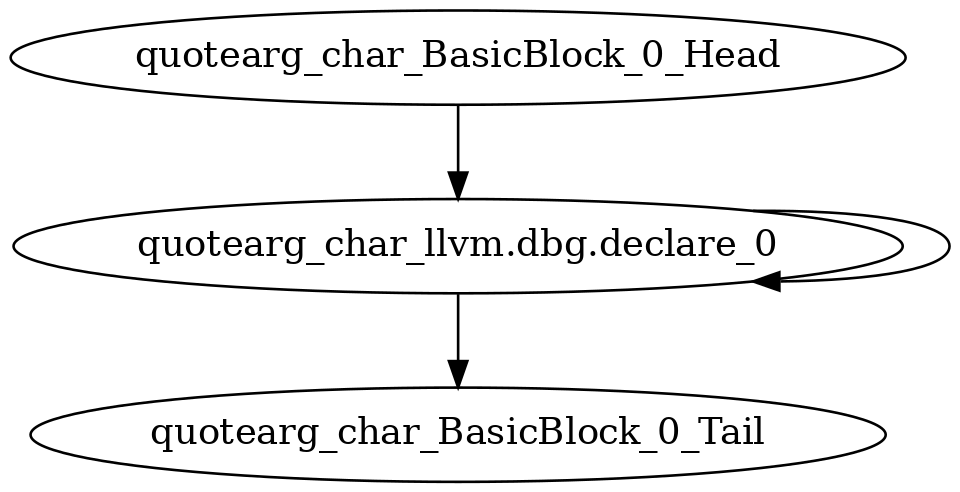 quotearg_char_BasicBlock_0_Head
quotearg_char_llvm.dbg.declare_0
quotearg_char_BasicBlock_0_Tail